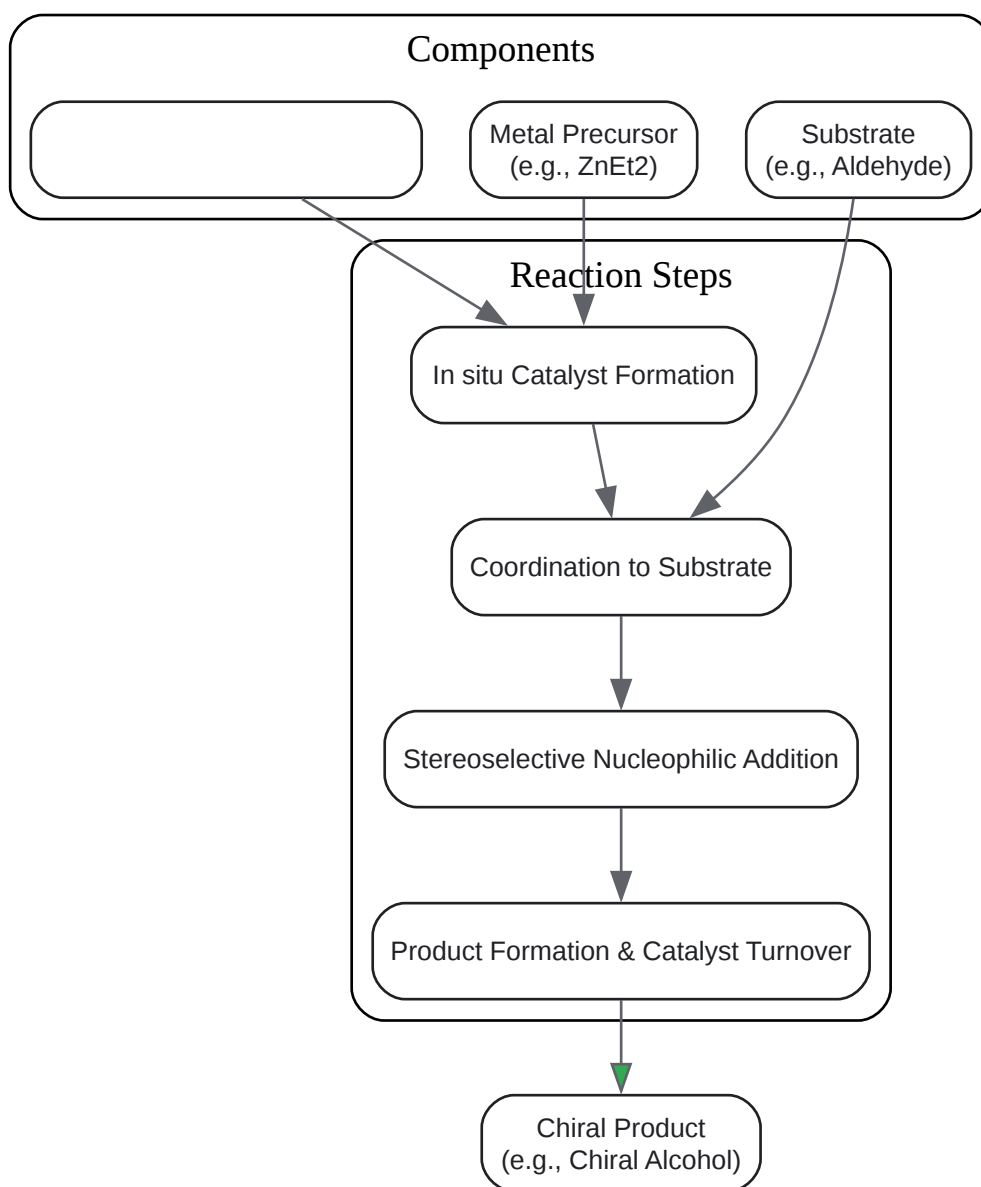 Components
Metal Precursor
(e.g., ZnEt2)
Substrate
(e.g., Aldehyde)
Reaction Steps
In situ Catalyst Formation
Coordination to Substrate
Stereoselective Nucleophilic Addition
Product Formation & Catalyst Turnover
Chiral Product
(e.g., Chiral Alcohol)